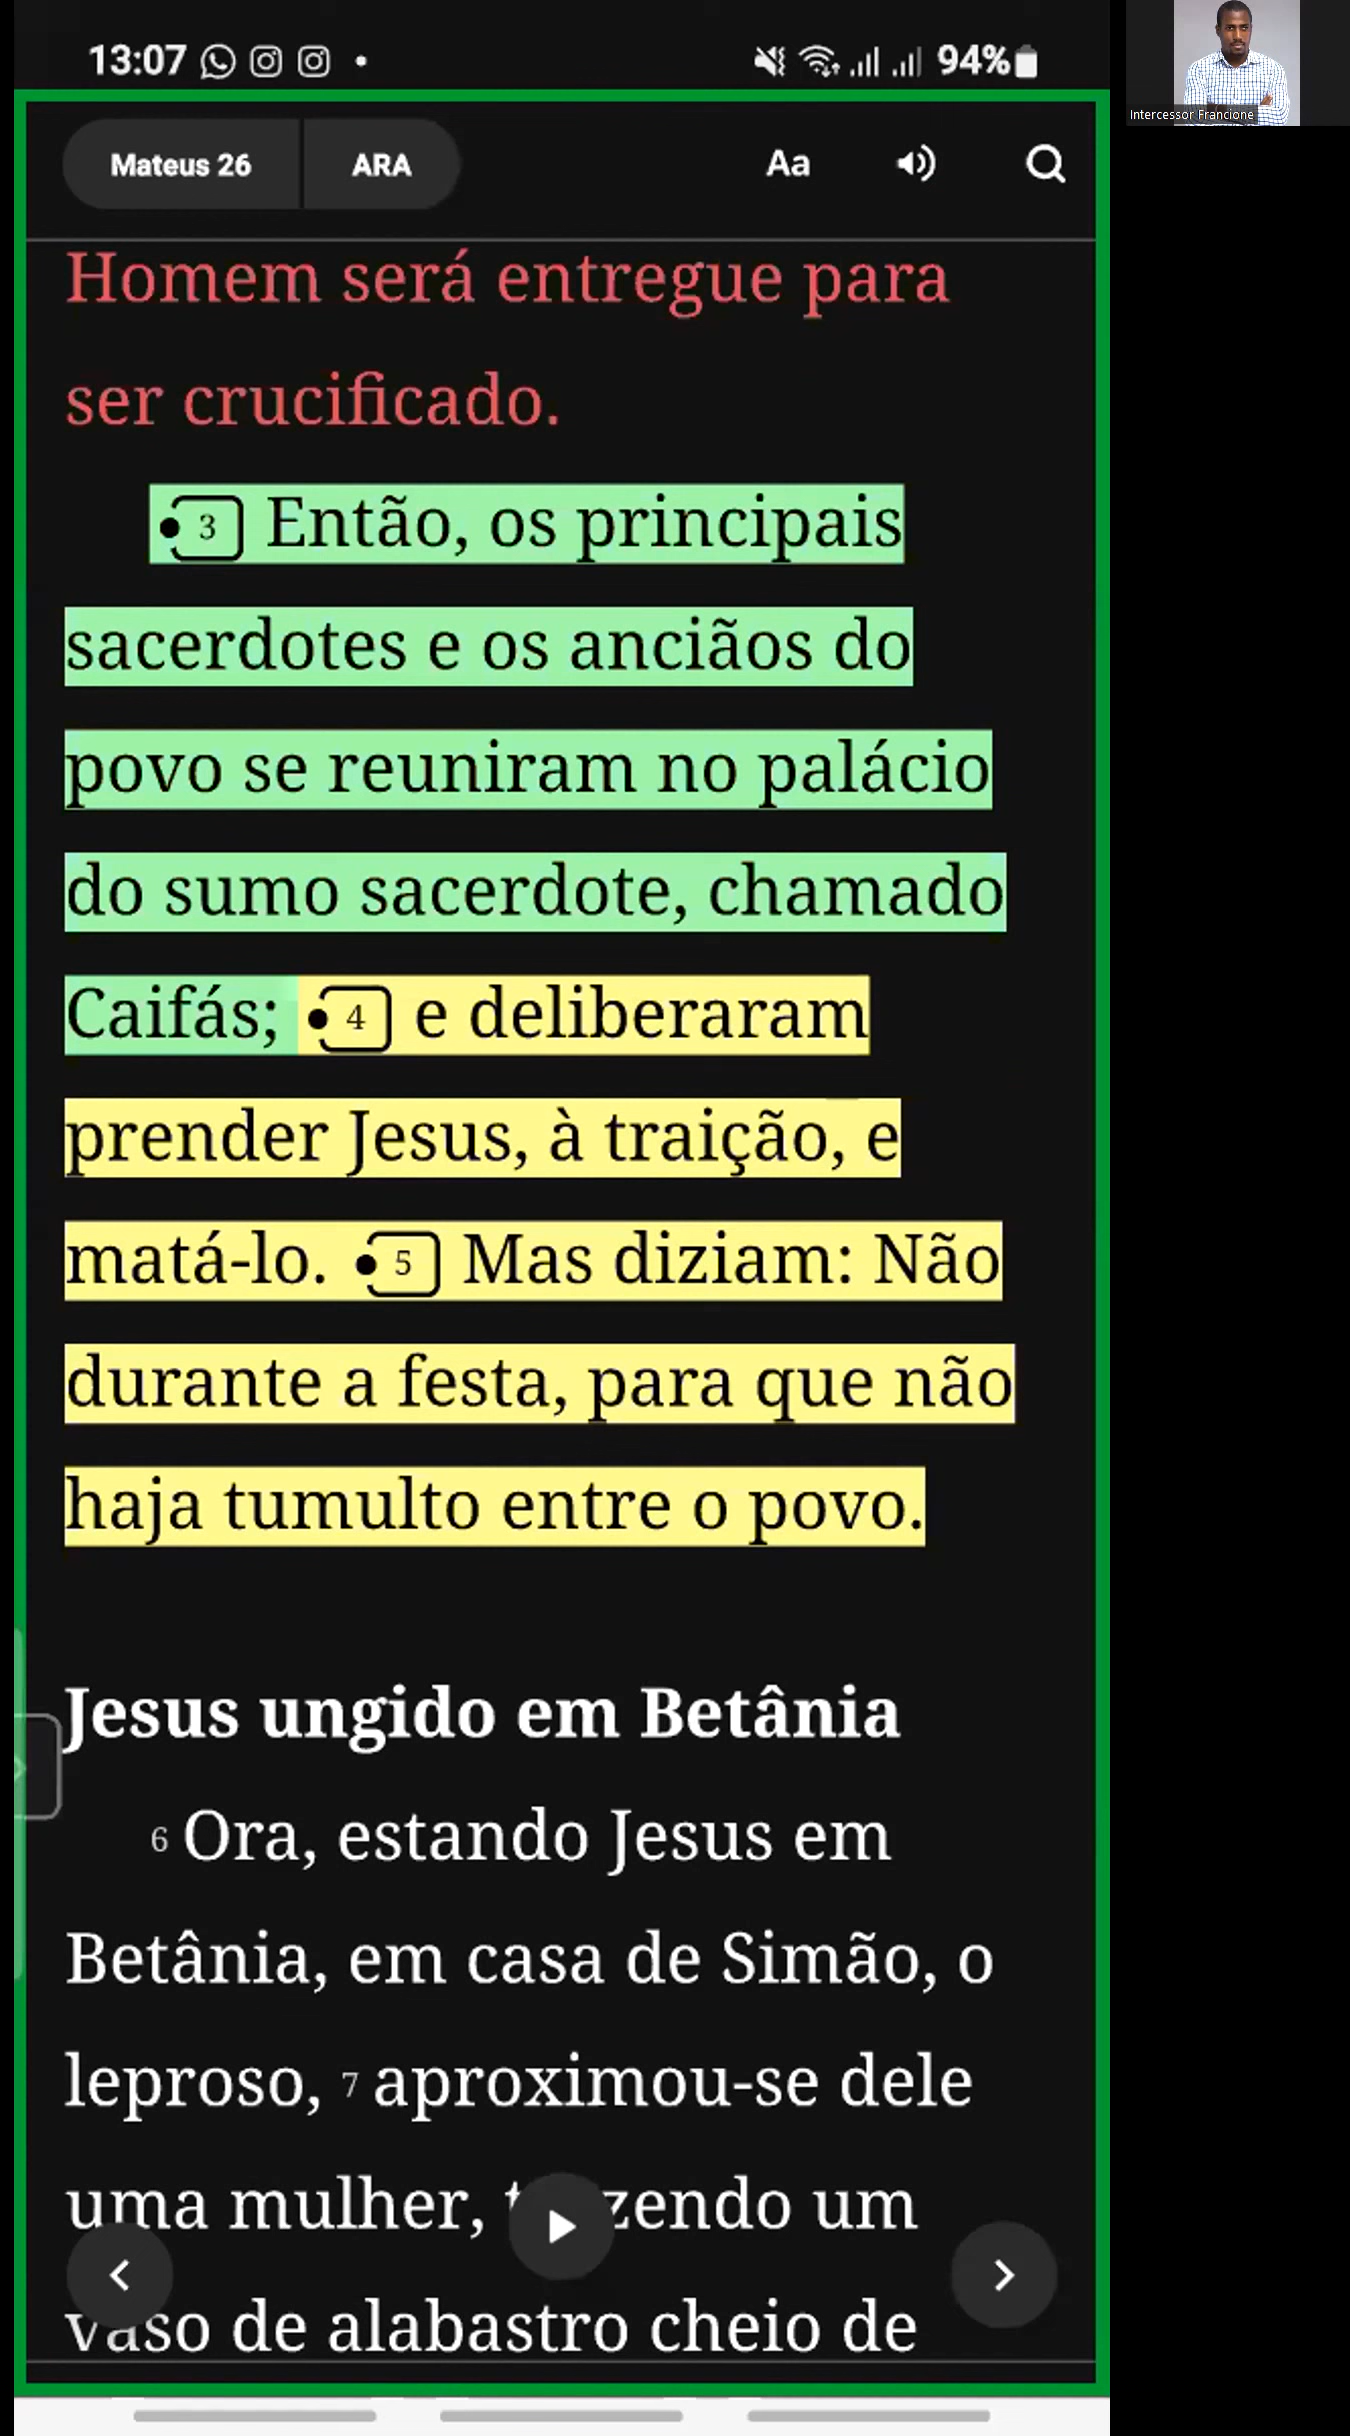 13:07
94%
Intercessor Francione
Mateus 26 ARA Aa
Homem será entregue para
ser crucificado.
3 Então, os principais
sacerdotes e os anciãos do
povo se reuniram no palácio
do sumo sacerdote, chamado
Caifás; 4 e deliberaram
prender Jesus, à traição, e
matá-lo. 5 Mas diziam: Não
durante a festa, para que não
haja tumulto entre o povo.
Jesus ungido em Betânia
6 Ora, estando Jesus em
Betânia, em casa de Simão, o
leproso, 7 aproximou-se dele
uma mulher, zendo um
vaso de alabastro cheio de